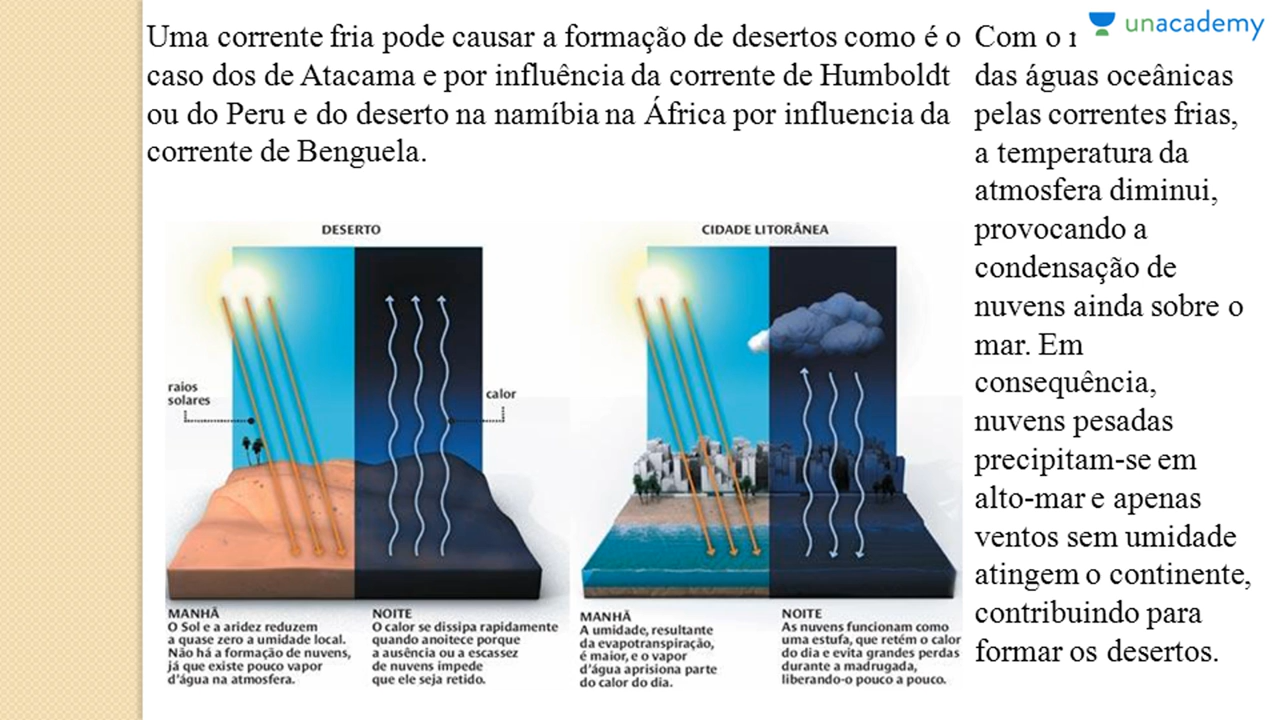 Uma corrente fria pode causar a formação de desertos como é o
caso dos de Atacama e por influência da corrente de Humboldt
ou do Peru e do deserto na namíbia na África por influencia da
corrente de Benguela.
Com o
das águas oceânicas
pelas correntes frias,
a temperatura da
atmosfera diminui,
provocando a
condensação de
nuvens ainda sobre o
mar. Em
consequência,
nuvens pesadas
precipitam-se em
alto-mar e apenas
ventos sem umidade
atingem o continente,
contribuindo para
formar os desertos.
unacademy
DESERTO
raios
solares
calor
MANHÃ
O Sol e a aridez reduzem
a quase zero a umidade local.
Não há a formação de nuvens,
já que existe pouco vapor
d'água na atmosfera.
NOITE
O calor se dissipa rapidamente
quando anoitece porque
a ausência ou a escassez
de nuvens impede
que ele seja retido.
CIDADE LITORÂNEA
MANHÃ
A umidade, resultante
da evapotranspiração,
é maior, e o vapor
d'água aprisiona parte
do calor do dia.
NOITE
As nuvens funcionam como
uma estufa, que retém o calor
do dia e evita grandes perdas
durante a madrugada,
liberando-o pouco a pouco.